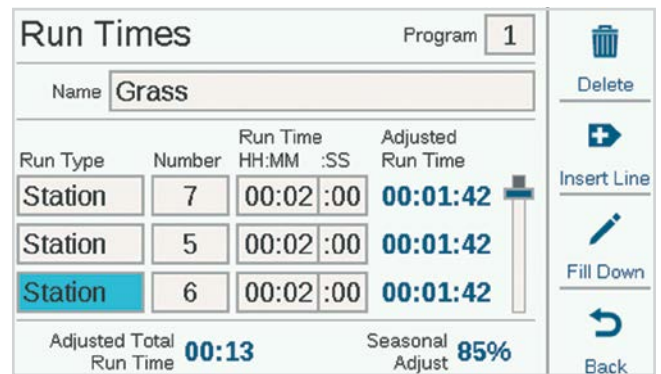 Run Times
Program 1
Name Grass
Run Type Number Run Time HH:MM :SS Adjusted Run Time
Station 7 00:02 :00 00:01:42
Station 5 00:02 :00 00:01:42
Station 6 00:02 :00 00:01:42
Adjusted Total Run Time 00:13
Seasonal Adjust 85%
Delete
Insert Line
Fill Down
Back